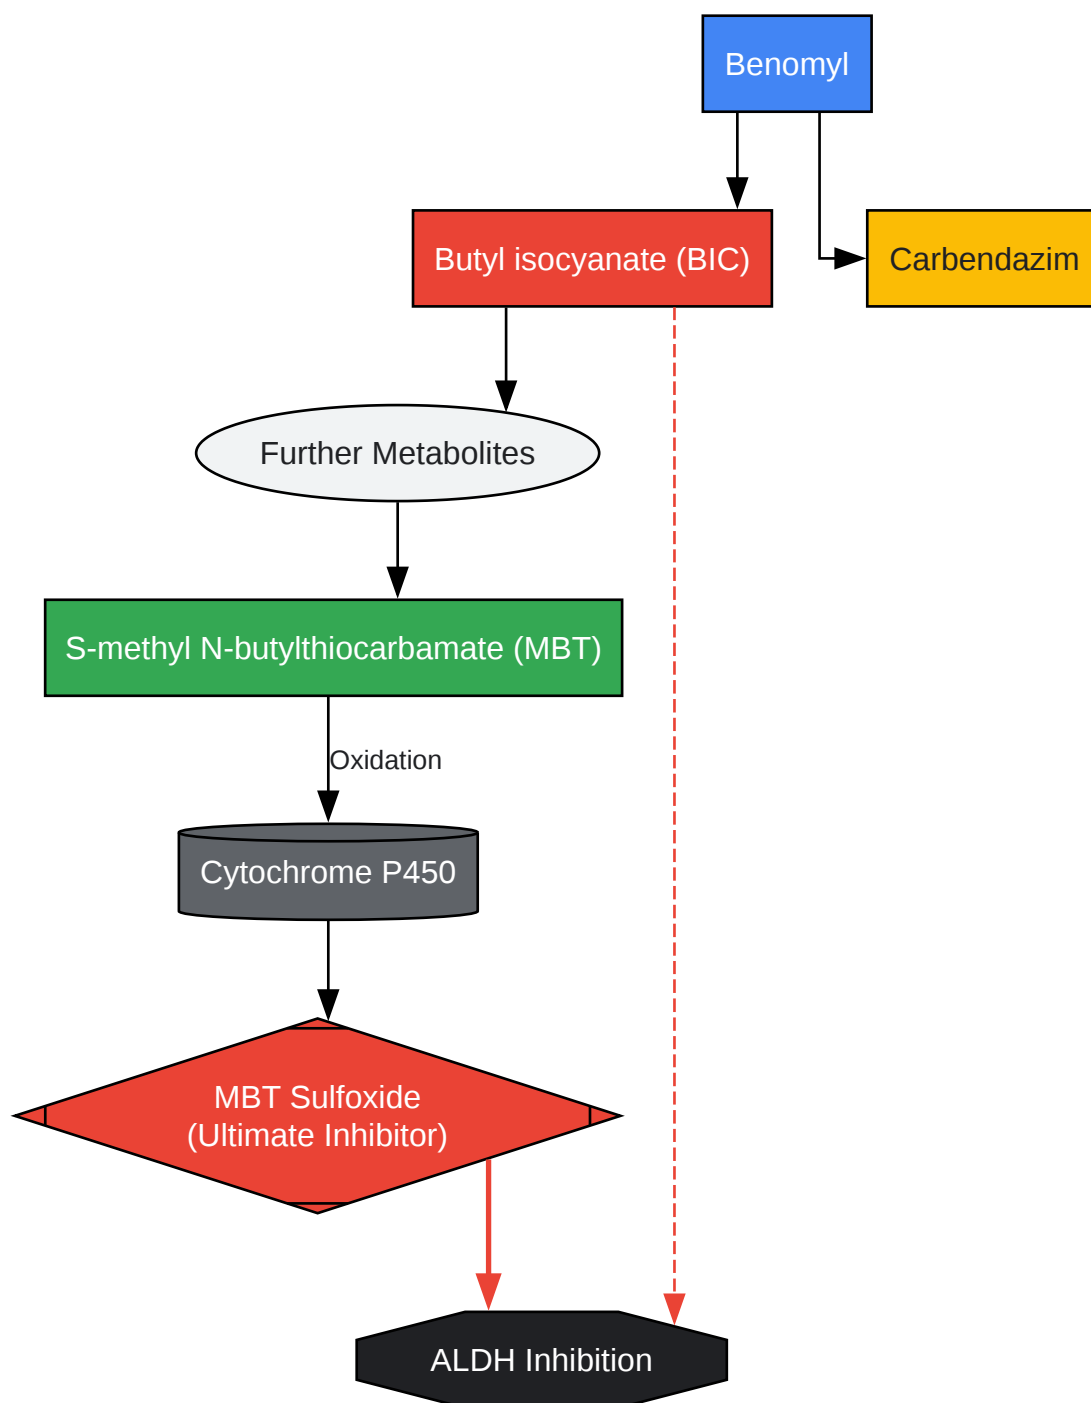 Benomyl
Butyl isocyanate (BIC)
Carbendazim
Further Metabolites
S-methyl N-butylthiocarbamate (MBT)
Oxidation
Cytochrome P450
MBT Sulfoxide
(Ultimate Inhibitor)
ALDH Inhibition